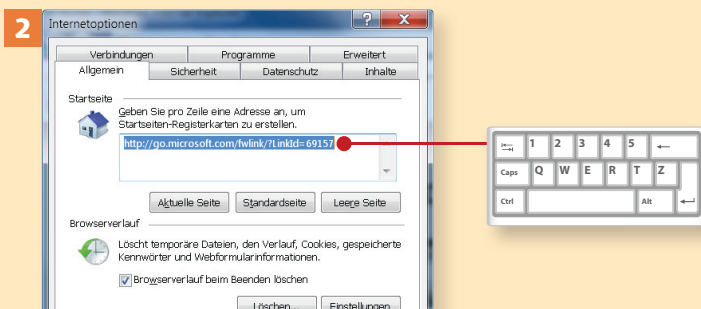 2
Internetoptionen
? X
Verbindungen Programme Erweitert
Allgemein Sicherheit Datenschutz Inhalte
Startseite
Geben Sie pro Zeile eine Adresse an, um
Startseiten-Registerkarten zu erstellen.
http://go.microsoft.com/fwlink/?LinkId=69157
Aktuelle Seite Standardseite Leere Seite
Browserverlauf
Löscht temporäre Dateien, den Verlauf, Cookies, gespeicherte
Kennwörter und Webformularinformationen.
Browserverlauf beim Beenden löschen
Löschen... Einstellungen
1 2 3 4 5
Caps Q W E R T Z
Ctrl Alt